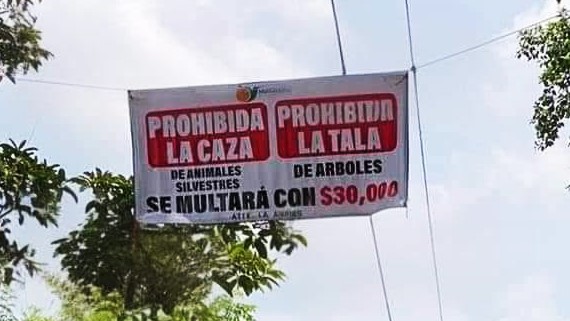 PROHIBIDA
LA CAZA
DE ANIMALES
SILVESTRES
PROHIBIDA
LA TALA
DE ARBOLES
SE MULTARÁ CON $30,000